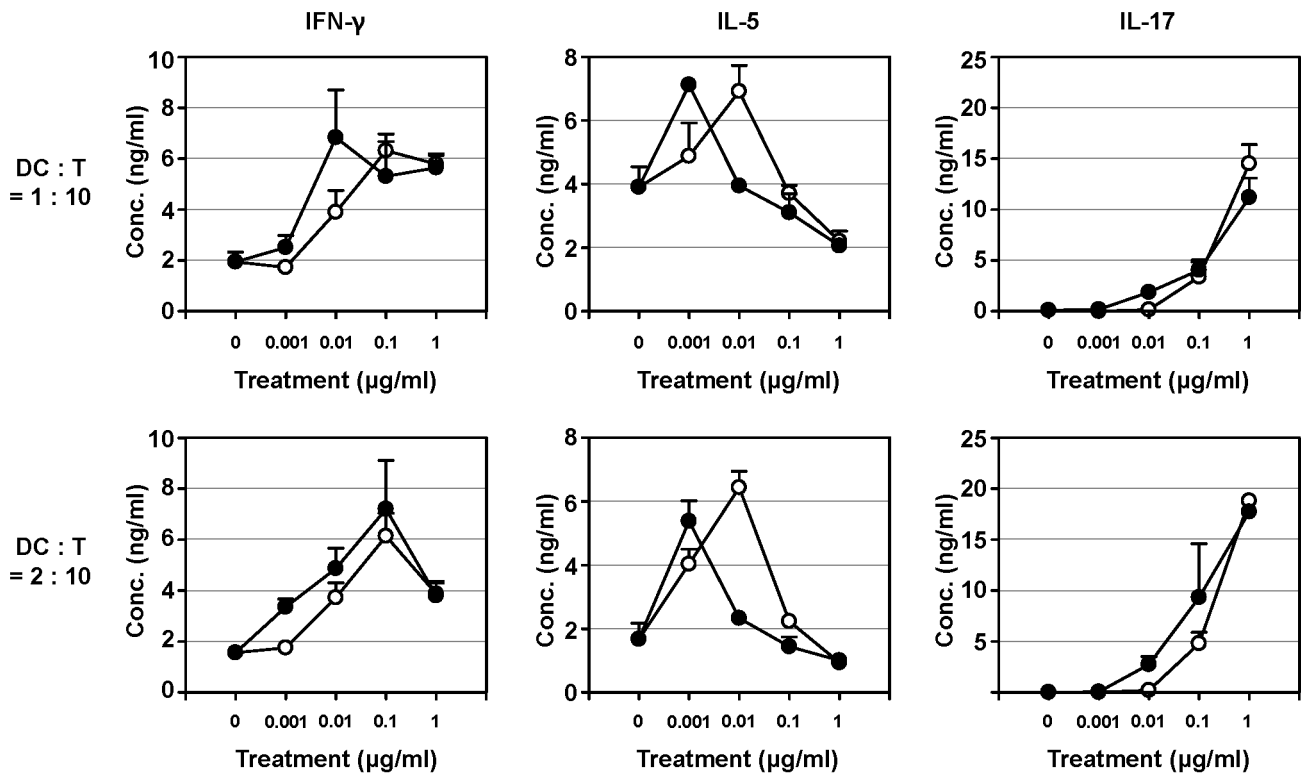 IFN-γ IL-5 IL-17
DC : T
= 1 : 10
Conc. (ng/ml)
10
8
6
4
2
0
0 0.001 0.01 0.1 1
Treatment (µg/ml)
Conc. (ng/ml)
8
6
4
2
0
0 0.001 0.01 0.1 1
Treatment (µg/ml)
Conc. (ng/ml)
25
20
15
10
5
0
0 0.001 0.01 0.1 1
Treatment (µg/ml)
DC : T
= 2 : 10
Conc. (ng/ml)
10
8
6
4
2
0
0 0.001 0.01 0.1 1
Treatment (µg/ml)
Conc. (ng/ml)
8
6
4
2
0
0 0.001 0.01 0.1 1
Treatment (µg/ml)
Conc. (ng/ml)
25
20
15
10
5
0 0.001 0.01 0.1 1
Treatment (µg/ml)